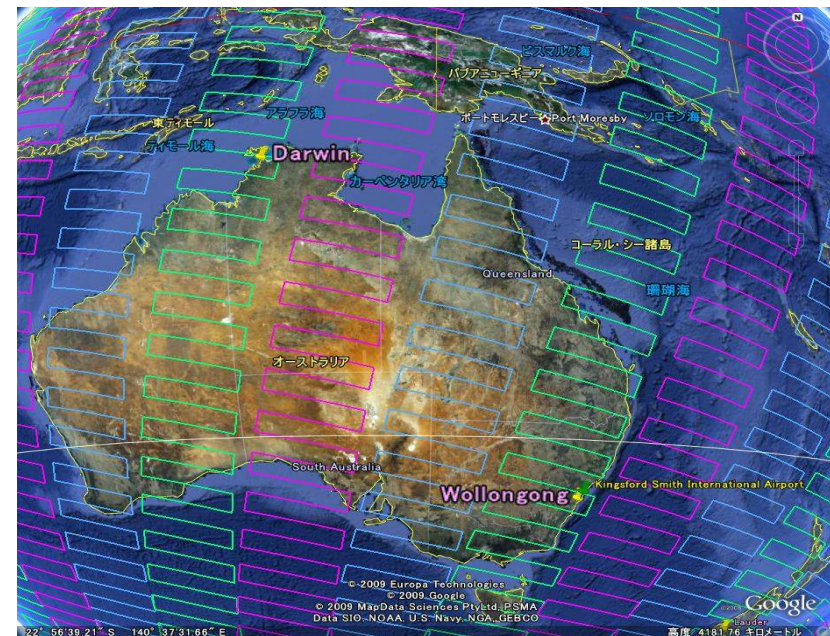 N
ビスマルク海
パプアニューギニア
アラフラ海
ポートモレスビー Port Moresby
ソロモン海
東ティモール
ティモール海
Darwin
カーペンタリア湾
コーラル・シー諸島
Queensland
珊瑚海
オーストラリア
South Australia
Kingsford Smith International Airport
Wollongong
© 2009 Europa Technologies
© 2009 Google
© 2009 MapData Sciences PtyLtd, PSMA
Data SIO, NOAA, U.S. Navy, NGA, GEBCO
Google
Lauder
22° 56'39.21" S 140° 37'31.66" E
高度 4181.76 キロメートル